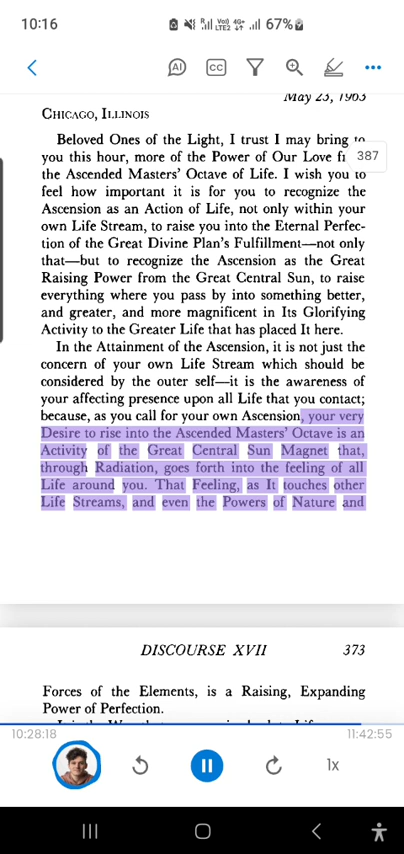 10:16
67%
AI
CC
May 23, 1963
CHICAGO, ILLINOIS
387
Beloved Ones of the Light, I trust I may bring to
you this hour, more of the Power of Our Love
the Ascended Masters' Octave of Life. I wish you to
feel how important it is for you to recognize the
Ascension as an Action of Life, not only within your
own Life Stream, to raise you into the Eternal Perfec-
tion of the Great Divine Plan's Fulfillment—not only
that—but to recognize the Ascension as the Great
Raising Power from the Great Central Sun, to raise
everything where you pass by into something better,
and greater, and more magnificent in Its Glorifying
Activity to the Greater Life that has placed It here.
In the Attainment of the Ascension, it is not just the
concern of your own Life Stream which should be
considered by the outer self—it is the awareness of
your affecting presence upon all Life that you contact;
because, as you call for your own Ascension, your very
Desire to rise into the Ascended Masters' Octave is an
Activity of the Great Central Sun Magnet that,
through Radiation, goes forth into the feeling of all
Life around you. That Feeling, as It touches other
Life Streams, and even the Powers of Nature and
DISCOURSE XVII 373
Forces of the Elements, is a Raising, Expanding
Power of Perfection.
10:28:18 11:42:55
1x